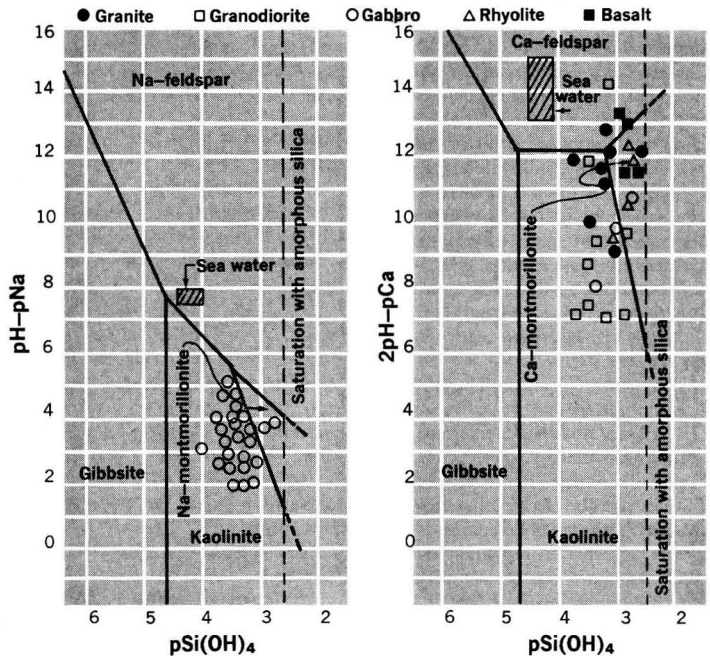 Granite Granodiorite Gabbro Rhyolite Basalt
16
14
12
10
8
6
4
2
0
pH–pNa
Na–feldspar
Sea water
Saturation with amorphous silica
Na–montmorillonite
Gibbsite
Kaolinite
6 5 4 3 2
pSi(OH)₄
16
14
12
10
8
6
4
2
0
2pH–pCa
Ca–feldspar
Sea
water
Ca–montmorillonite
Saturation with amorphous silica
Gibbsite
Kaolinite
6 5 4 3 2
pSi(OH)₄